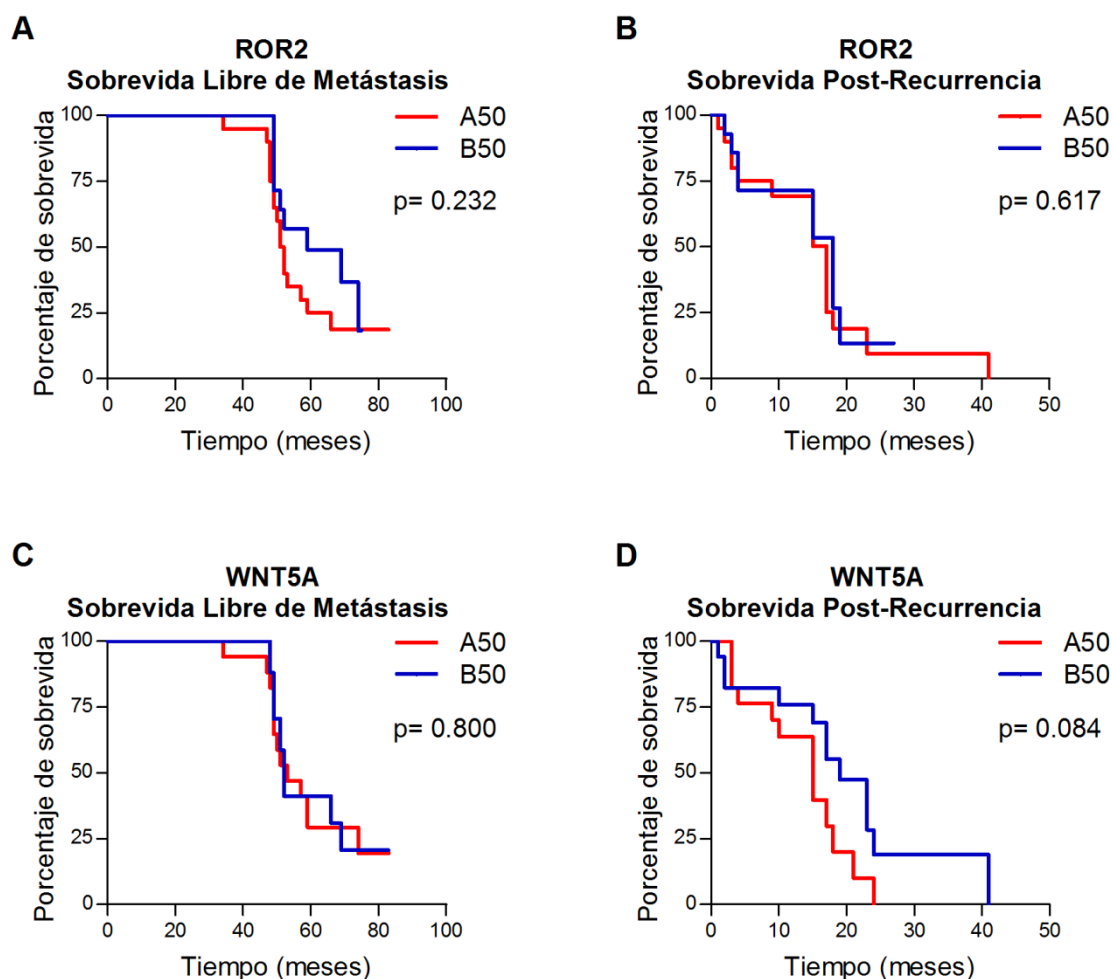 A
ROR2
Sobrevida Libre de Metástasis
Porcentaje de sobrevida
100
75
50
25
0
0 20 40 60 80 100
Tiempo (meses)
A50
B50
p= 0.232
B
ROR2
Sobrevida Post-Recurrencia
Porcentaje de sobrevida
100
75
50
25
0
0 10 20 30 40 50
Tiempo (meses)
A50
B50
p= 0.617
C
WNT5A
Sobrevida Libre de Metástasis
Porcentaje de sobrevida
100
75
50
25
0
0 20 40 60 80 100
Tiempo (meses)
A50
B50
p= 0.800
D
WNT5A
Sobrevida Post-Recurrencia
Porcentaje de sobrevida
100
75
50
25
0
0 10 20 30 40 50
Tiempo (meses)
A50
B50
p= 0.084